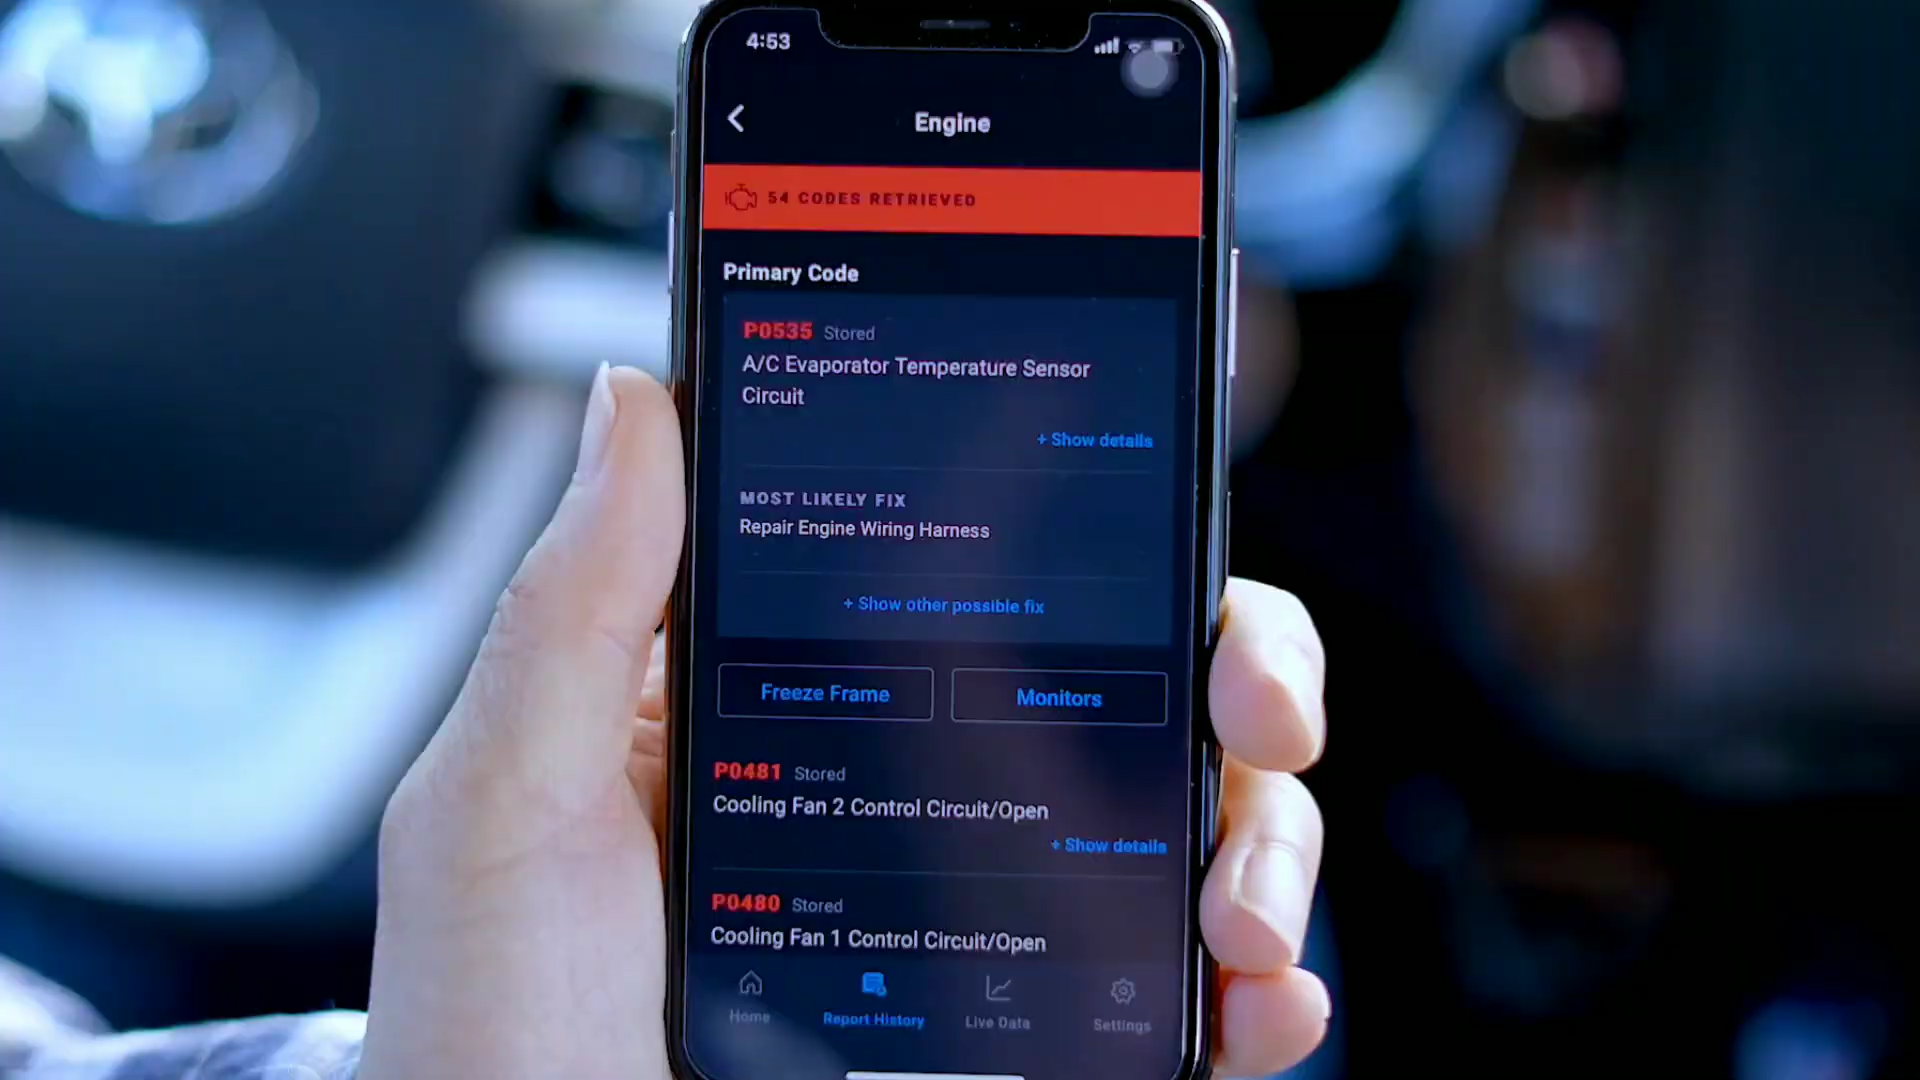 4:53
Engine
54 CODES RETRIEVED
Primary Code
P0535 Stored
A/C Evaporator Temperature Sensor
Circuit
+ Show details
MOST LIKELY FIX
Repair Engine Wiring Harness
+ Show other possible fix
Freeze Frame
Monitors
P0481 Stored
Cooling Fan 2 Control Circuit/Open
+ Show details
P0480 Stored
Cooling Fan 1 Control Circuit/Open
Home
Report History
Live Data
Settings